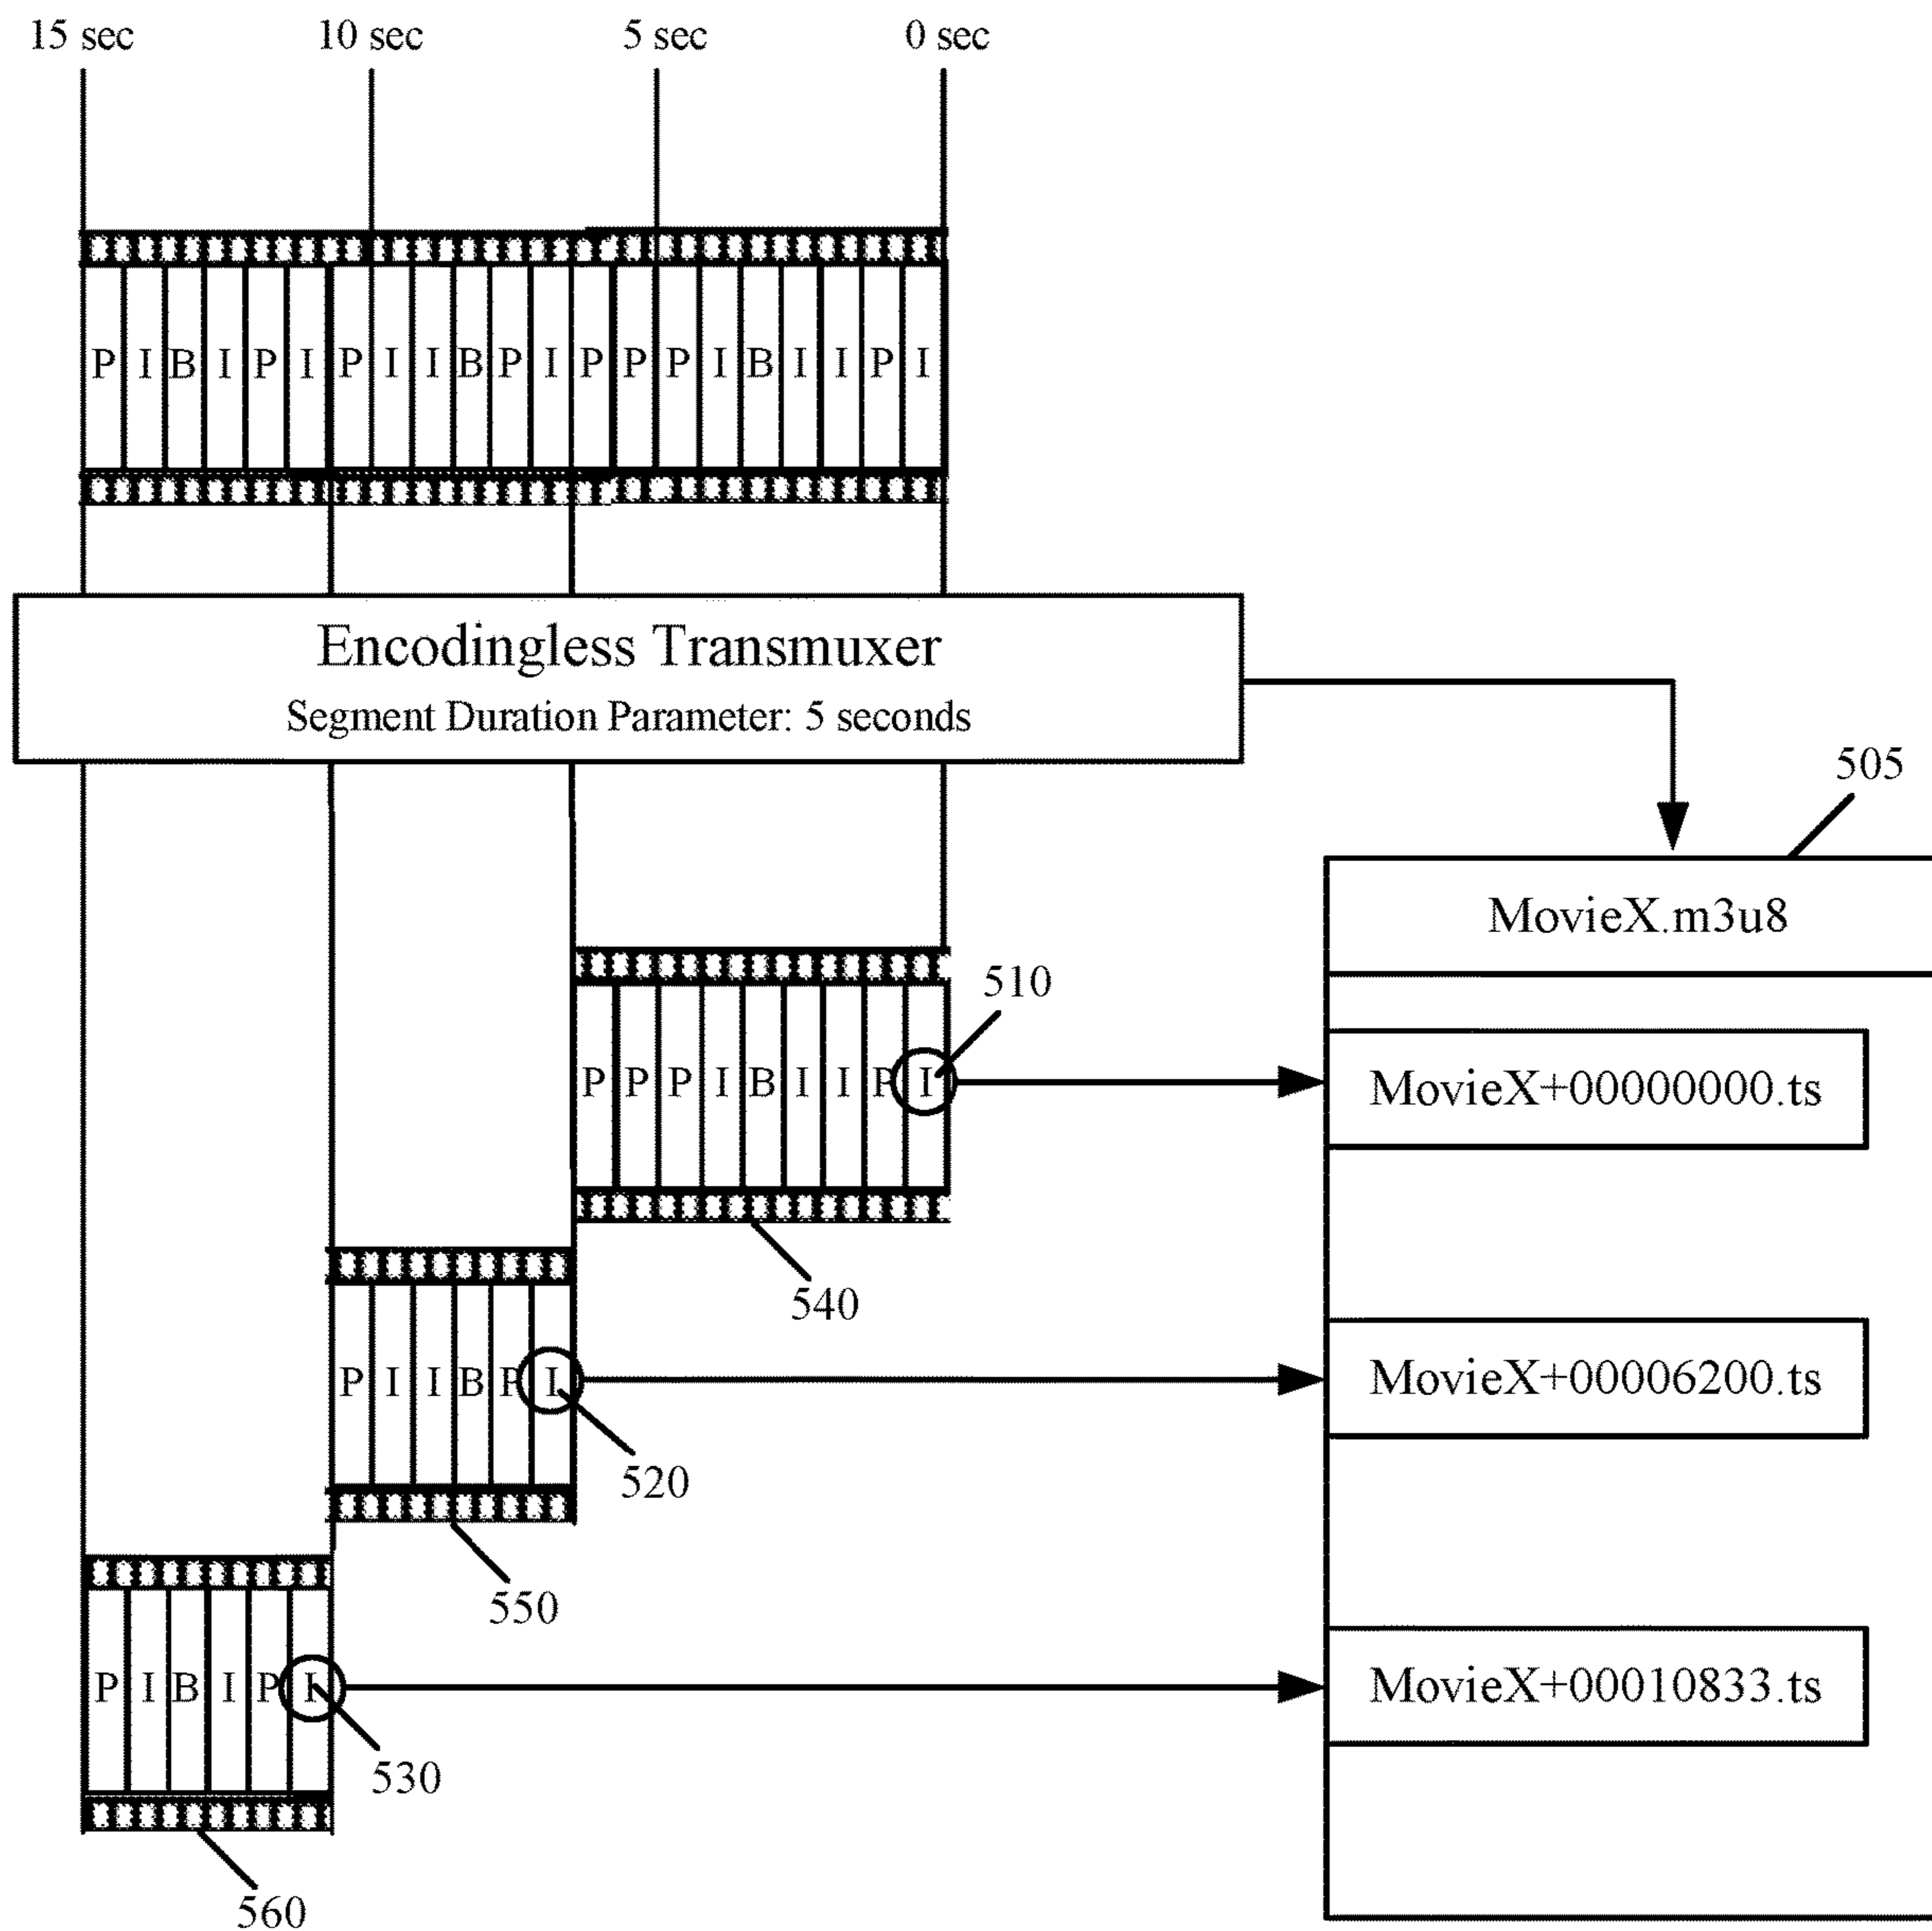 15 sec 10 sec 5 sec 0 sec
P I B I P I P I I B P I P P P I B I I P I
Encodingless Transmuxer
Segment Duration Parameter: 5 seconds
505
MovieX.m3u8
510
P P P I B I I P I
MovieX+00000000.ts
540
P I I B P I
MovieX+00006200.ts
520
550
P I B I P I
MovieX+00010833.ts
530
560